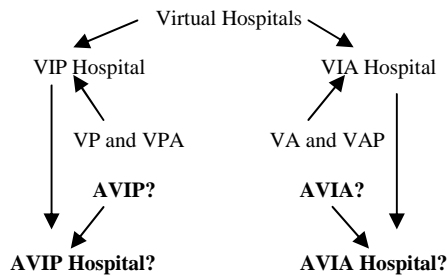 Virtual Hospitals
VIP Hospital VIA Hospital
VP and VPA VA and VAP
AVIP? AVIA?
AVIP Hospital? AVIA Hospital?